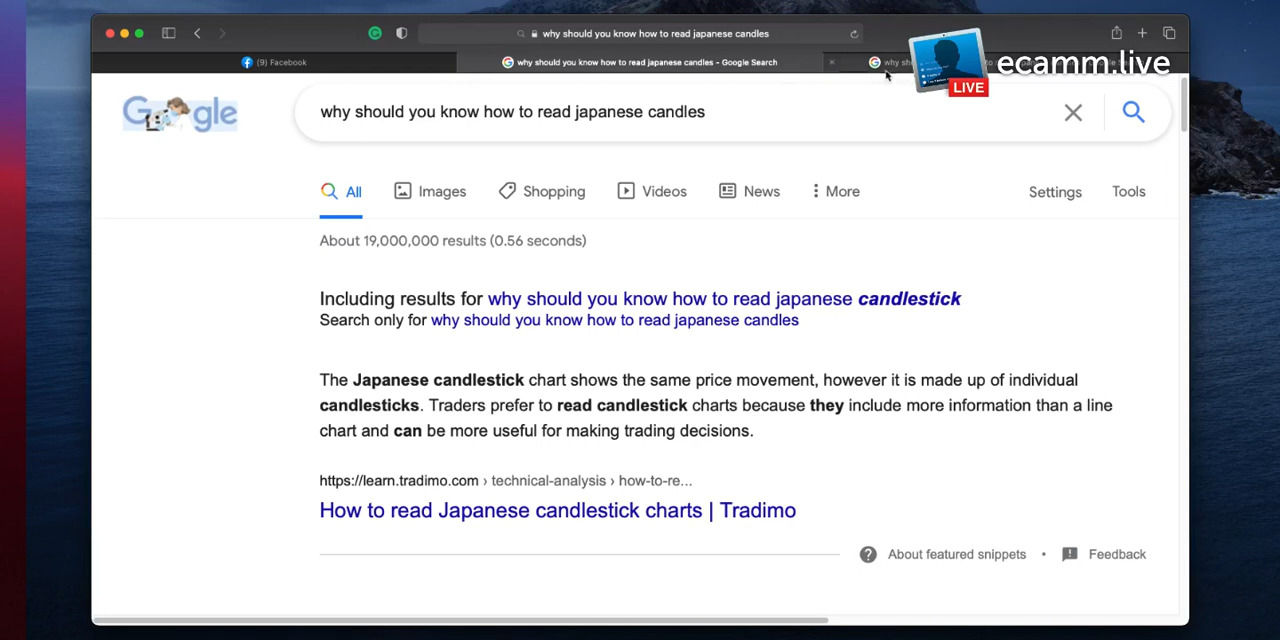 why should you know how to read japanese candles
(9) Facebook
why should you know how to read japanese candles - Google Search
why
ecamm.live
LIVE
Google
why should you know how to read japanese candles
All
Images
Shopping
Videos
News
More
Settings
Tools
About 19,000,000 results (0.56 seconds)
Including results for why should you know how to read japanese candlestick
Search only for why should you know how to read japanese candles
The Japanese candlestick chart shows the same price movement, however it is made up of individual
candlesticks. Traders prefer to read candlestick charts because they include more information than a line
chart and can be more useful for making trading decisions.
https://learn.tradimo.com › technical-analysis › how-to-re...
How to read Japanese candlestick charts | Tradimo
About featured snippets • Feedback